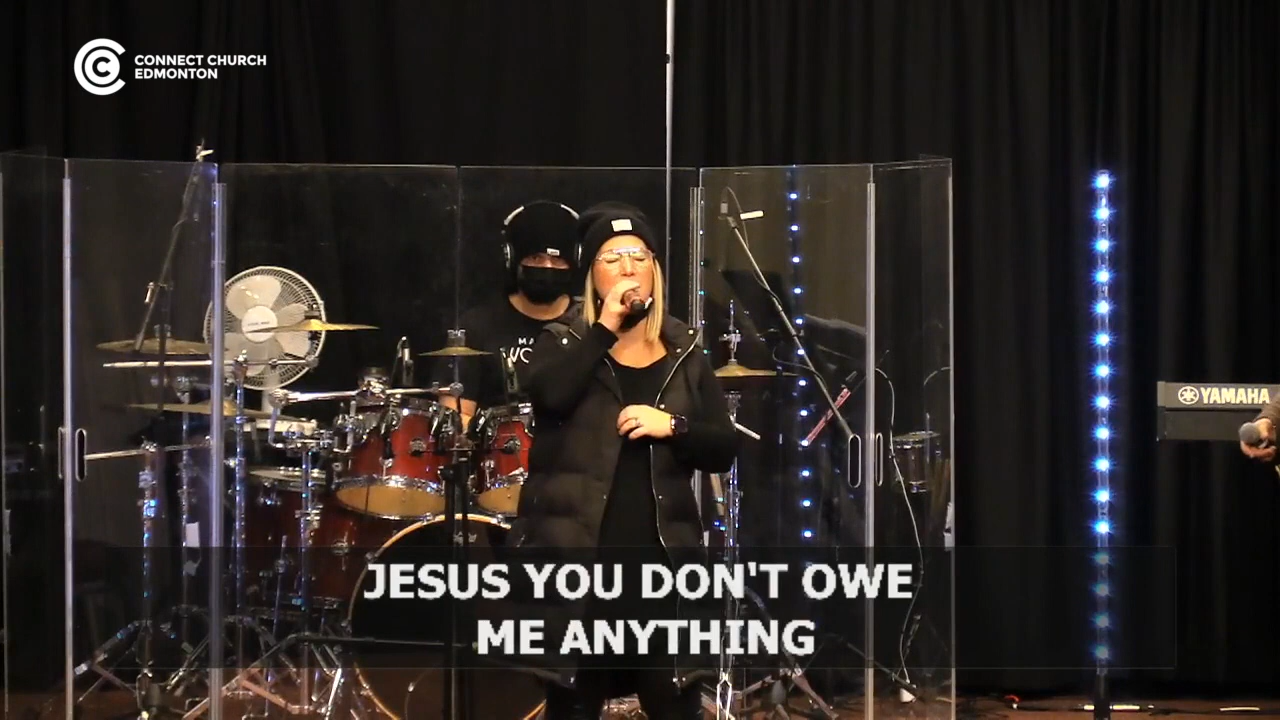 CONNECT CHURCH
EDMONTON
YAMAHA
JESUS YOU DON'T OWE
ME ANYTHING